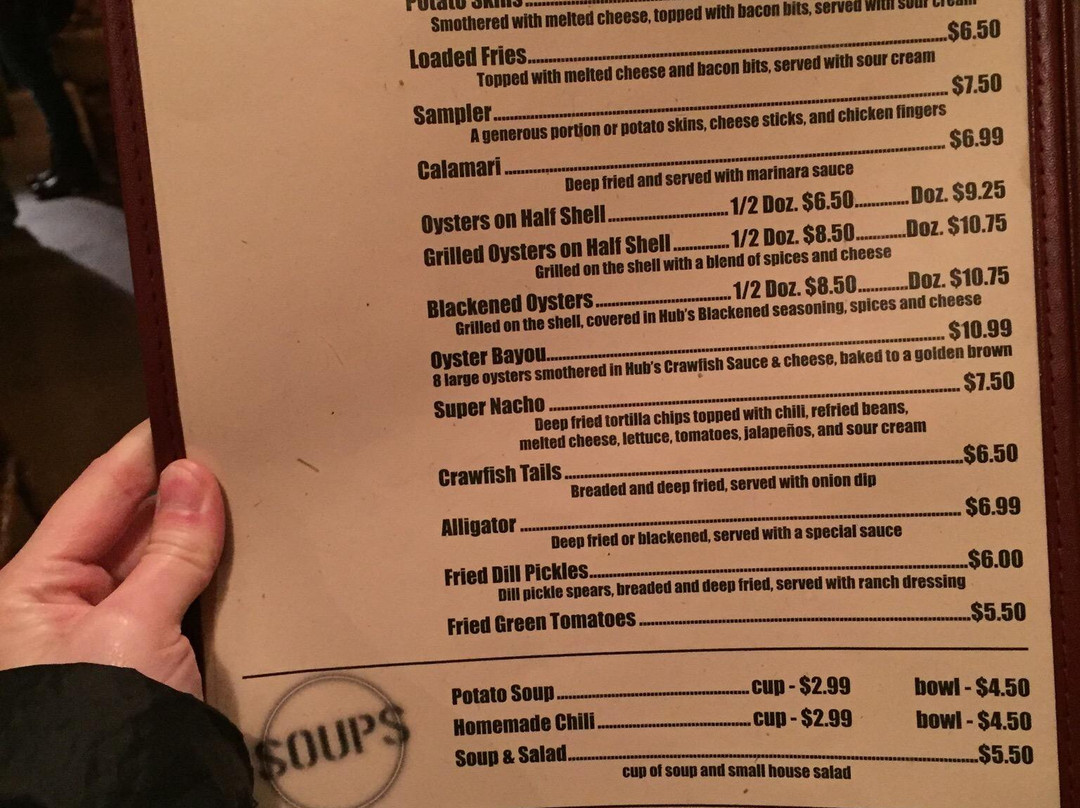 Potato Skins
Smothered with melted cheese, topped with bacon bits, served with sour cream
Loaded Fries................$6.50
Topped with melted cheese and bacon bits, served with sour cream
Sampler................$7.50
A generous portion or potato skins, cheese sticks, and chicken fingers
Calamari................$6.99
Deep fried and served with marinara sauce
Oysters on Half Shell................1/2 Doz. $6.50............Doz. $9.25
Grilled Oysters on Half Shell............1/2 Doz. $8.50............Doz. $10.75
Grilled on the shell with a blend of spices and cheese
Blackened Oysters................1/2 Doz. $8.50............Doz. $10.75
Grilled on the shell, covered in Hub's Blackened seasoning, spices and cheese
Oyster Bayou................$10.99
8 large oysters smothered in Hub's Crawfish Sauce & cheese, baked to a golden brown
Super Nacho................$7.50
Deep fried tortilla chips topped with chili, refried beans,
melted cheese, lettuce, tomatoes, jalapeños, and sour cream
Crawfish Tails................$6.50
Breaded and deep fried, served with onion dip
Alligator................$6.99
Deep fried or blackened, served with a special sauce
Fried Dill Pickles................$6.00
Dill pickle spears, breaded and deep fried, served with ranch dressing
Fried Green Tomatoes................$5.50
SOUPS
Potato Soup................cup - $2.99 bowl - $4.50
Homemade Chili................cup - $2.99 bowl - $4.50
Soup & Salad................$5.50
cup of soup and small house salad